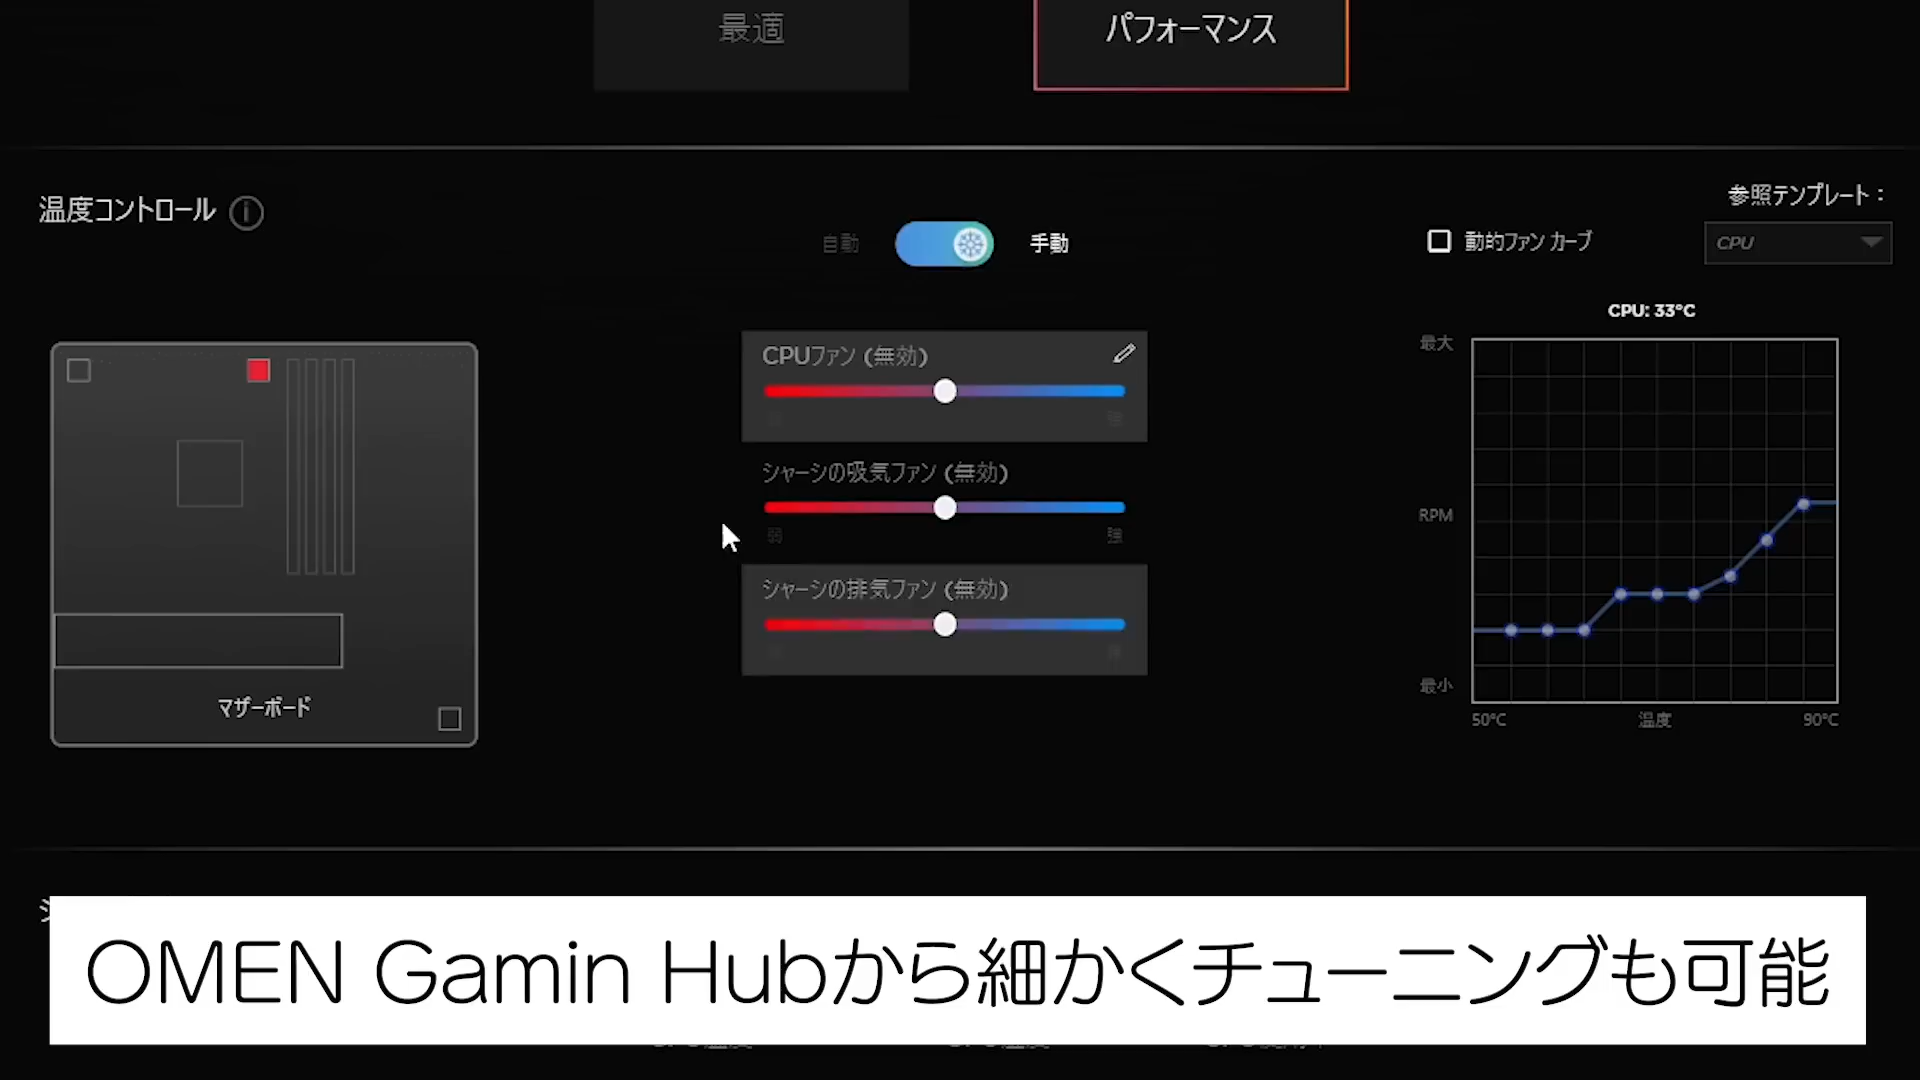 最適
パフォーマンス
温度コントロール
自動
手動
動的ファン カーブ
参照テンプレート：
CPU
CPU: 33°C
最大
RPM
最小
50°C
温度
90°C
CPUファン (無効)
シャーシの吸気ファン (無効)
弱
強
シャーシの排気ファン (無効)
マザーボード
OMEN Gamin Hubから細かくチューニングも可能